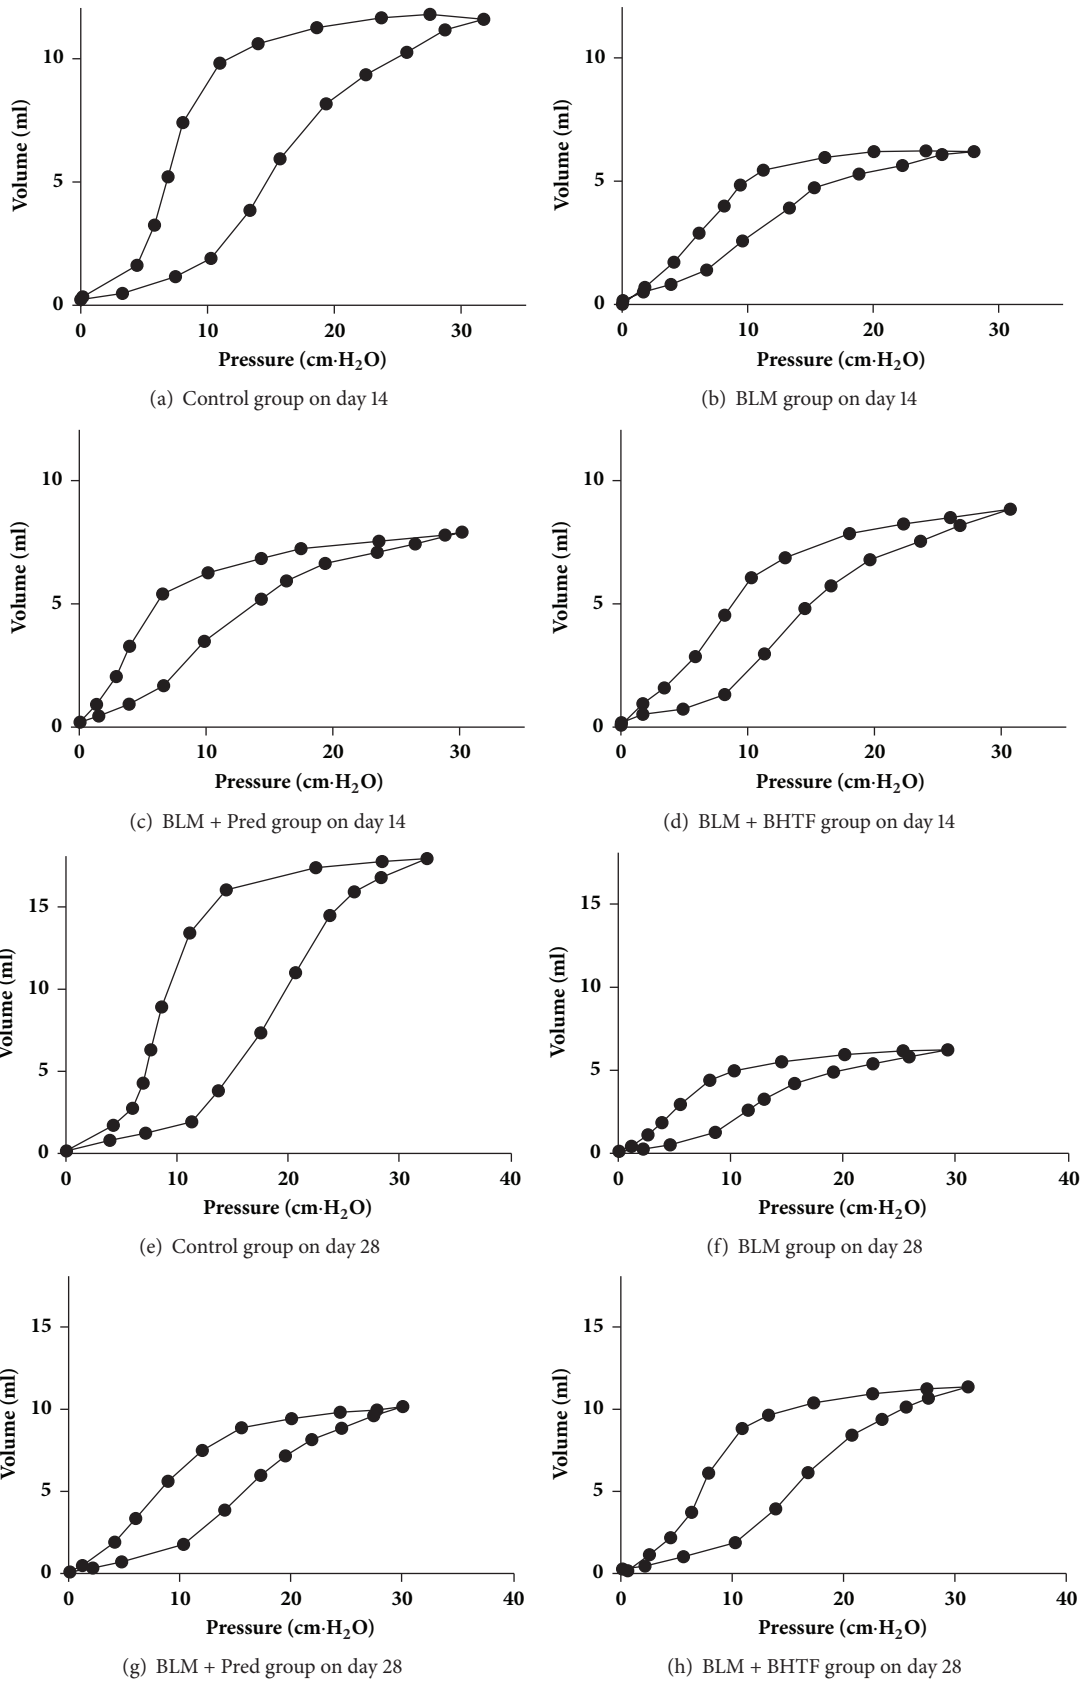 10
5
0
Volume (ml)
0 10 20 30
Pressure (cm·H2O)
(a) Control group on day 14
10
5
0
Volume (ml)
0 10 20 30
Pressure (cm·H2O)
(b) BLM group on day 14
10
5
0
Volume (ml)
0 10 20 30
Pressure (cm·H2O)
(c) BLM + Pred group on day 14
10
5
0
Volume (ml)
0 10 20 30
Pressure (cm·H2O)
(d) BLM + BHTF group on day 14
15
10
5
0
Volume (ml)
0 10 20 30 40
Pressure (cm·H2O)
(e) Control group on day 28
15
10
5
0
Volume (ml)
0 10 20 30 40
Pressure (cm·H2O)
(f) BLM group on day 28
15
10
5
0
Volume (ml)
0 10 20 30 40
Pressure (cm·H2O)
(g) BLM + Pred group on day 28
15
10
5
0
Volume (ml)
0 10 20 30 40
Pressure (cm·H2O)
(h) BLM + BHTF group on day 28